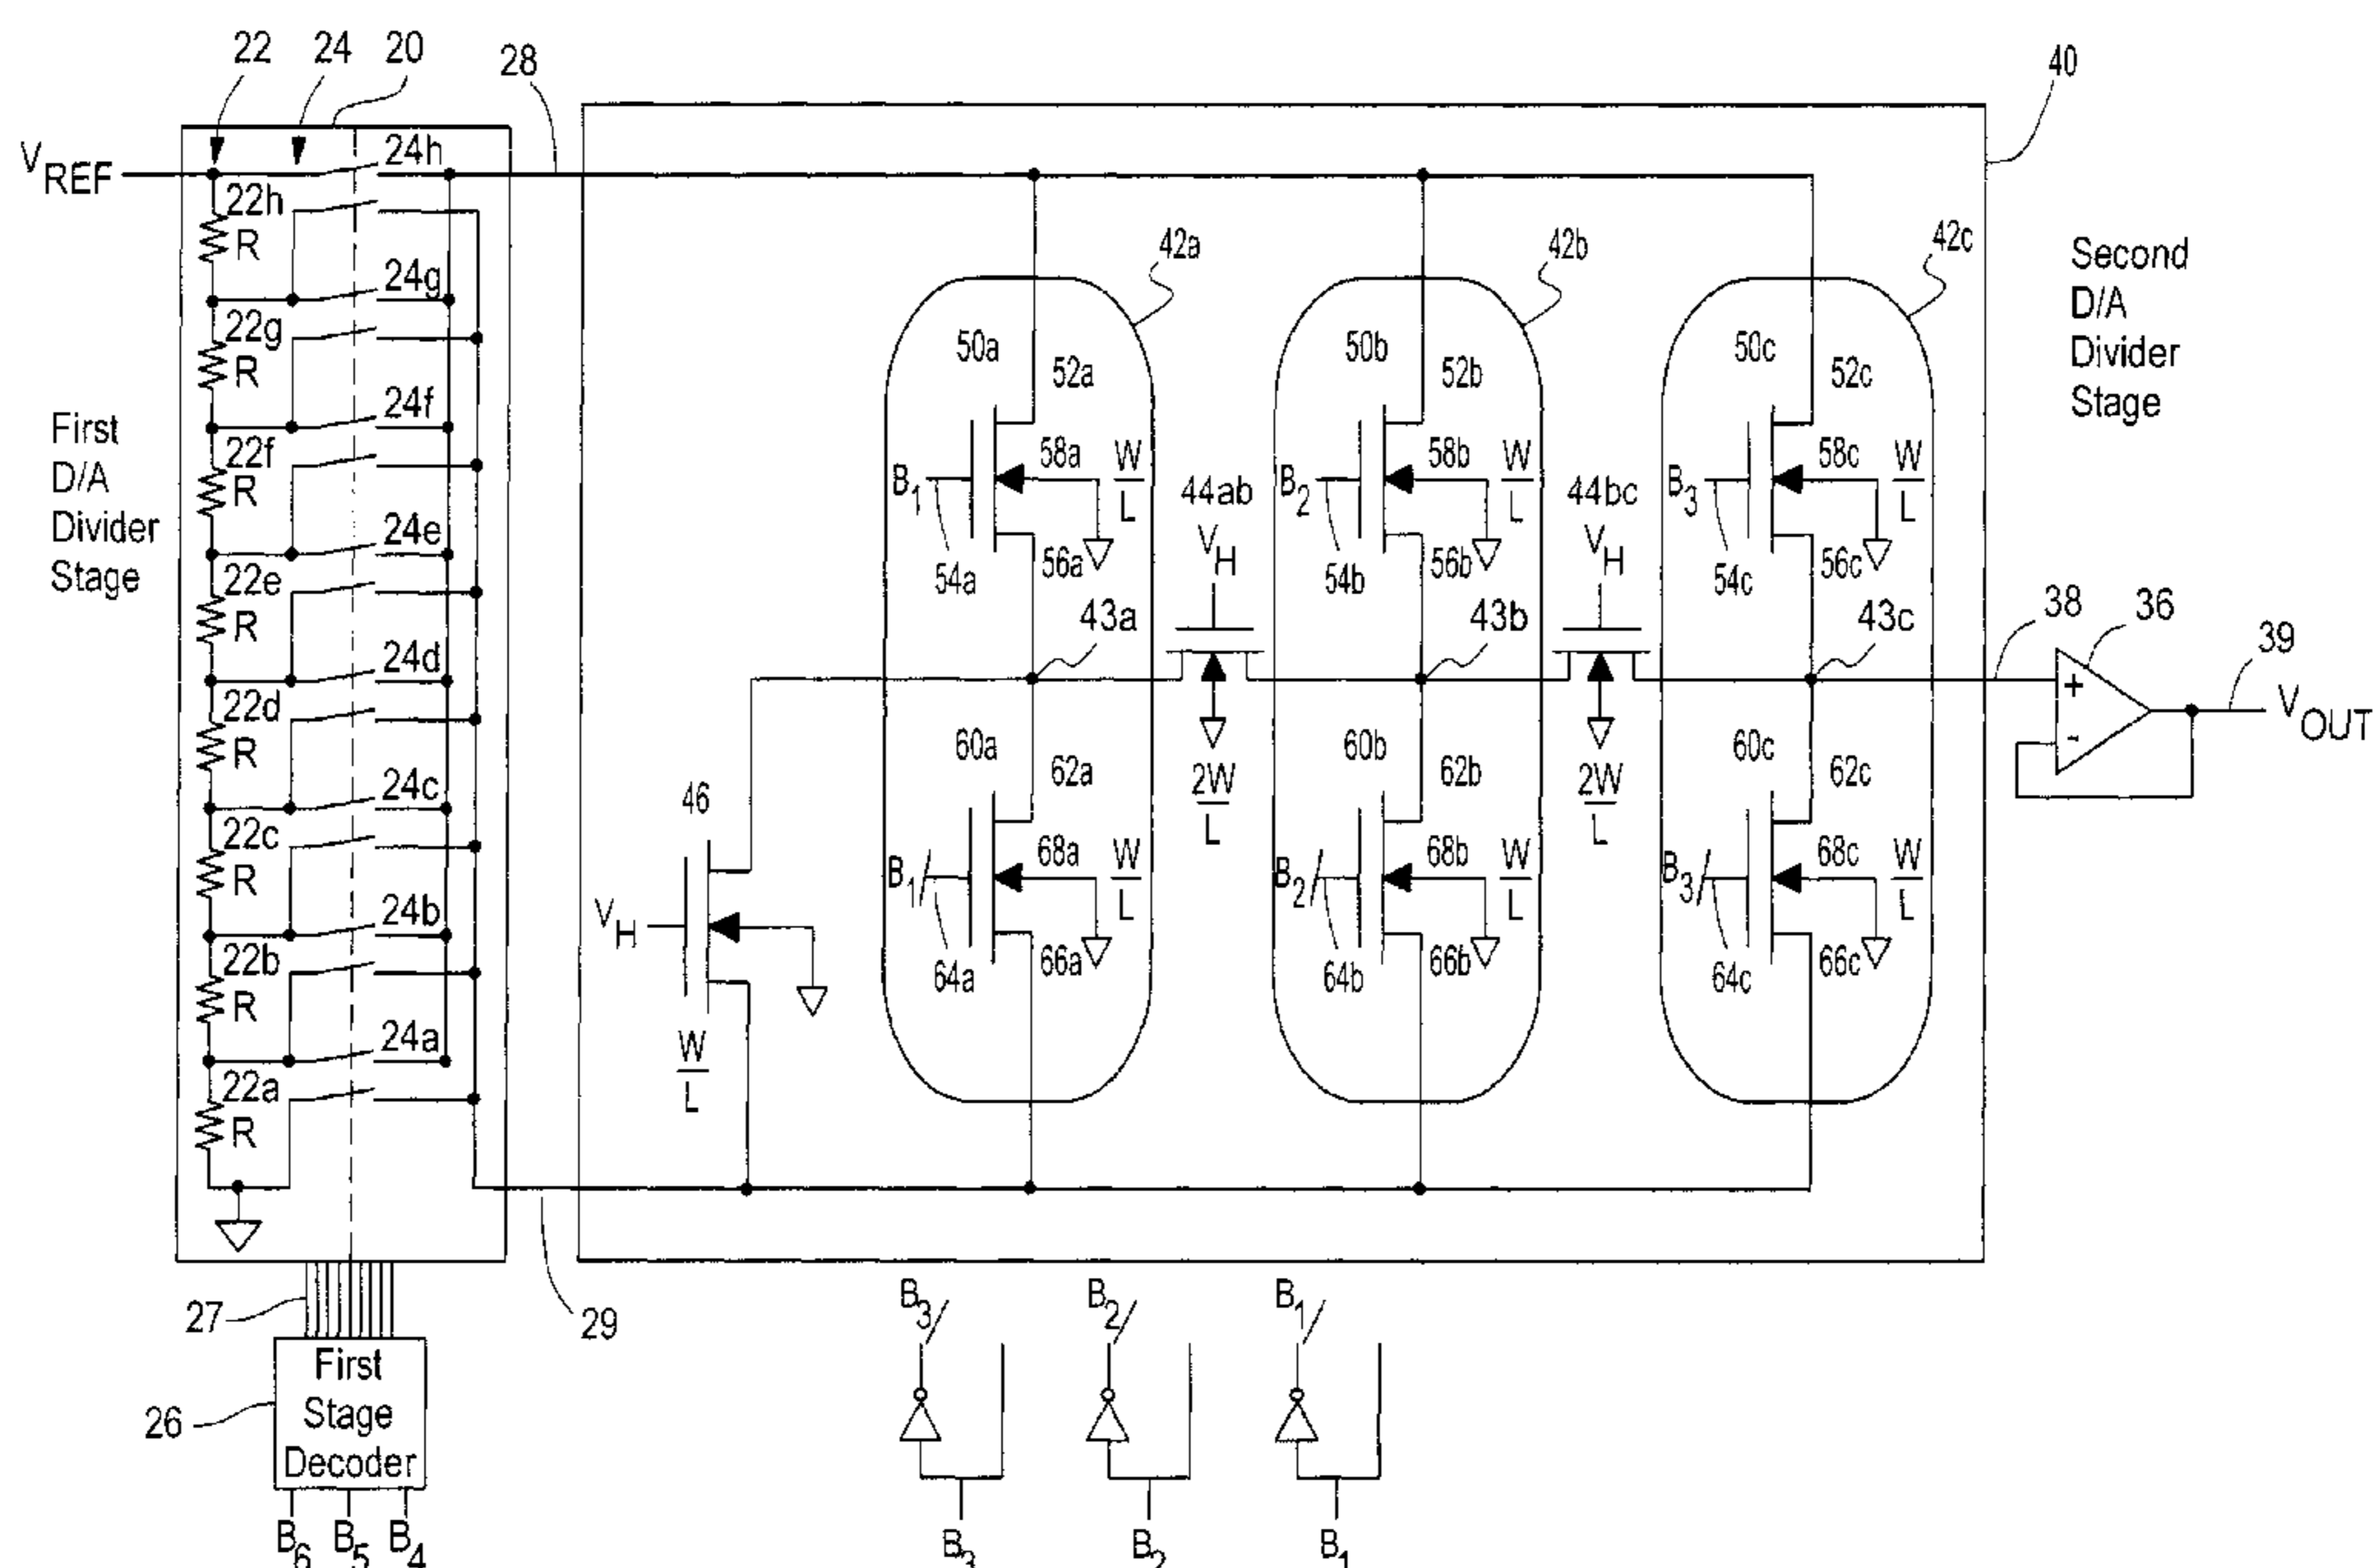 22
24
20
28
40
V_REF
24h
22h
R
24g
22g
R
24f
22f
R
24e
22e
R
24d
22d
R
24c
22c
R
24b
22b
R
24a
22a
R
First
D/A
Divider
Stage
42a
42b
42c
Second
D/A
Divider
Stage
50a
52a
50b
52b
50c
52c
B1
58a
W
L
B2
58b
W
L
B3
58c
W
L
54a
56a
54b
56b
54c
56c
44ab
VH
44bc
VH
43a
43b
43c
38
36
39
+
-
V_OUT
2W
L
2W
L
46
VH
W
L
60a
62a
60b
62b
60c
62c
B1/
68a
W
L
B2/
68b
W
L
B3/
68c
W
L
64a
66a
64b
66b
64c
66c
27
29
First
Stage
Decoder
26
B6
B5
B4
B3/
B2/
B1/
B3
B2
B1